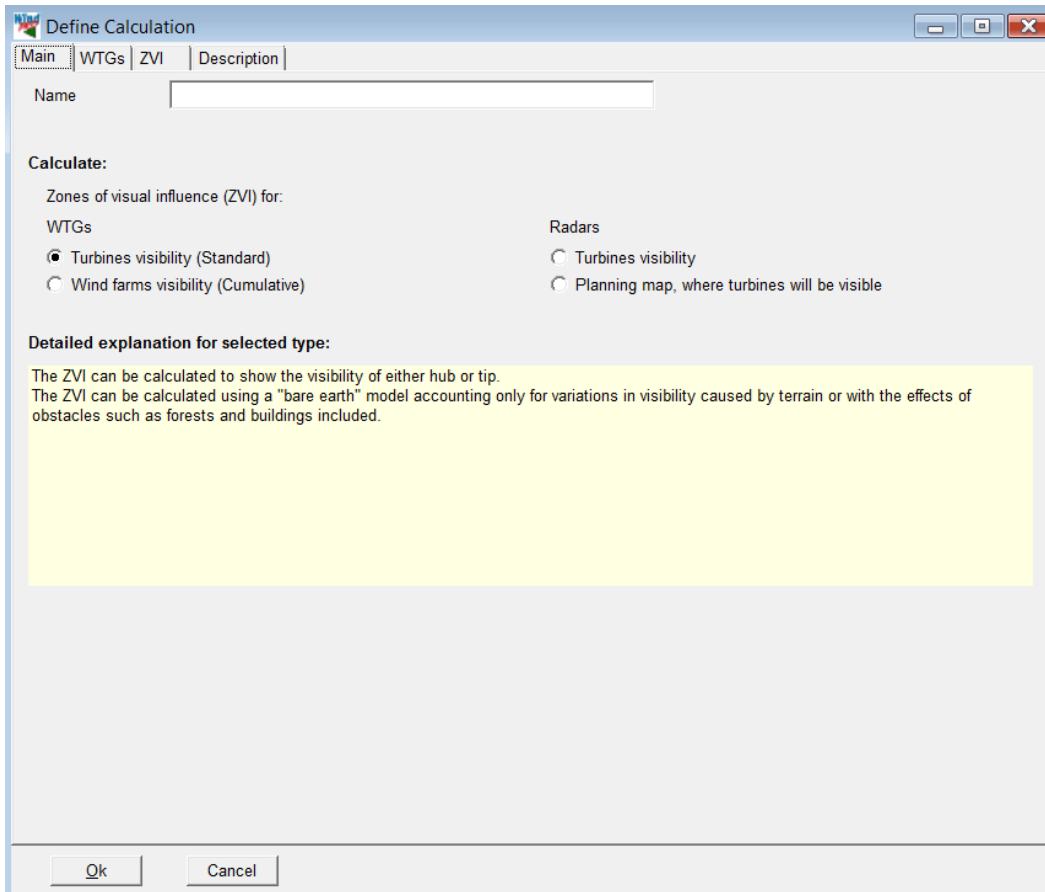 Define Calculation
Main WTGs ZVI Description
Name
Calculate:
Zones of visual influence (ZVI) for:
WTGs Radars
Turbines visibility (Standard) Turbines visibility
Wind farms visibility (Cumulative) Planning map, where turbines will be visible
Detailed explanation for selected type:
The ZVI can be calculated to show the visibility of either hub or tip.
The ZVI can be calculated using a "bare earth" model accounting only for variations in visibility caused by terrain or with the effects of
obstacles such as forests and buildings included.
Ok Cancel